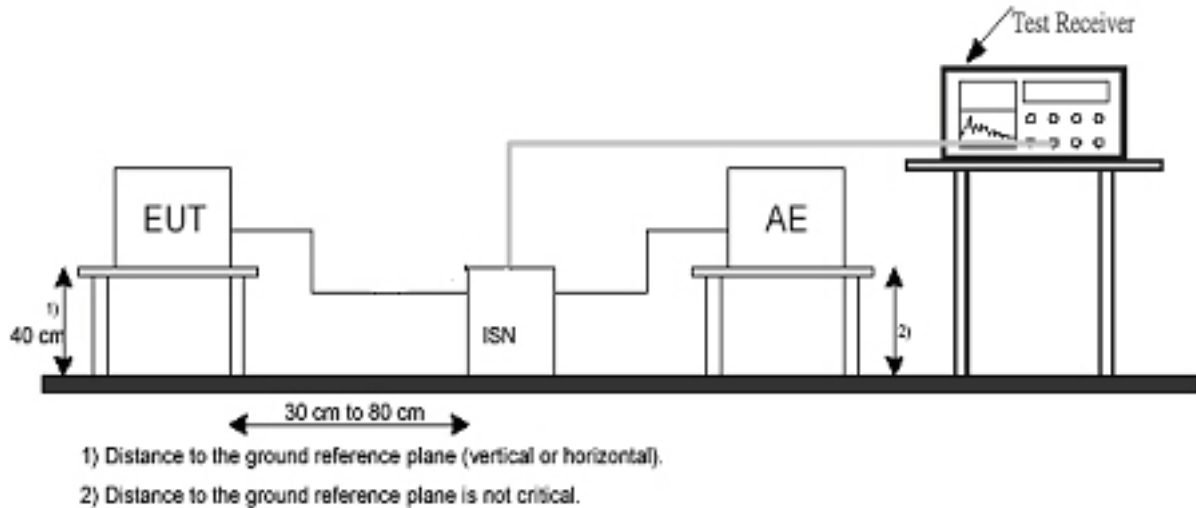 Test Receiver
EUT
AE
1)
40 cm
ISN
2)
30 cm to 80 cm
1) Distance to the ground reference plane (vertical or horizontal).
2) Distance to the ground reference plane is not critical.